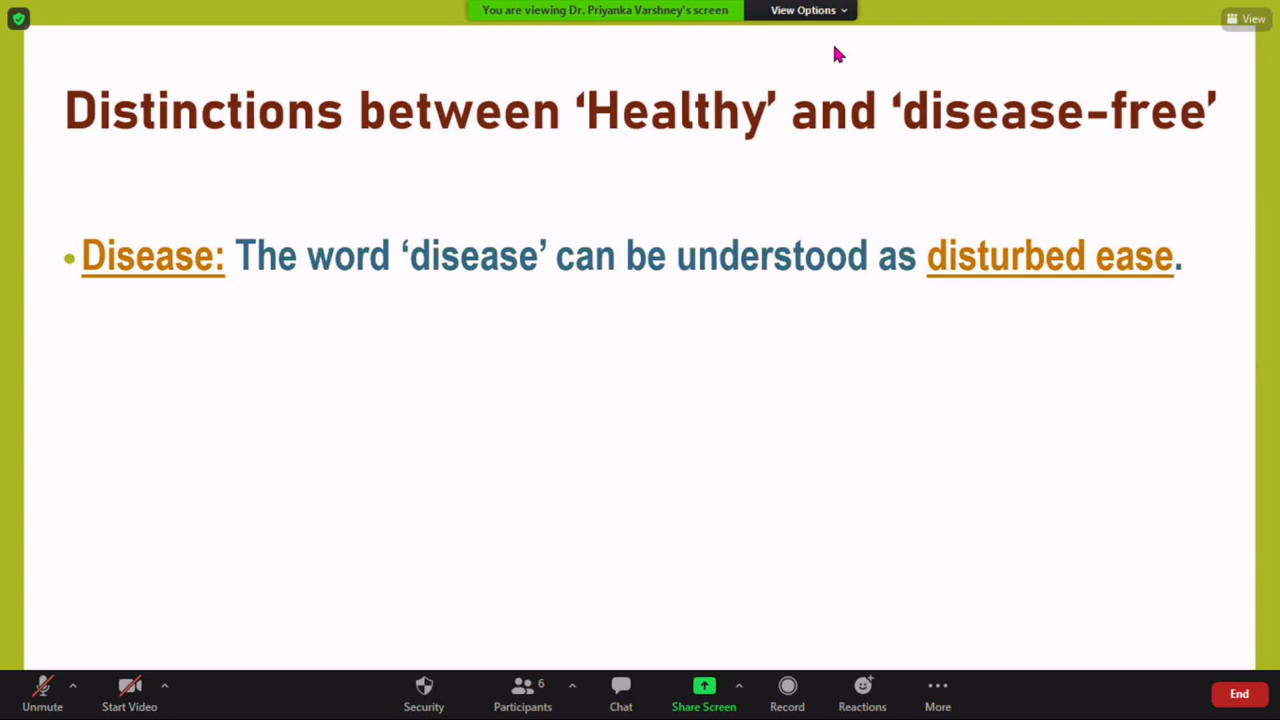 You are viewing Dr. Priyanka Varshney's screen View Options
View
Distinctions between ‘Healthy’ and ‘disease-free’
•Disease: The word ‘disease’ can be understood as disturbed ease.
6
Unmute Start Video Security Participants Chat Share Screen Record Reactions More End